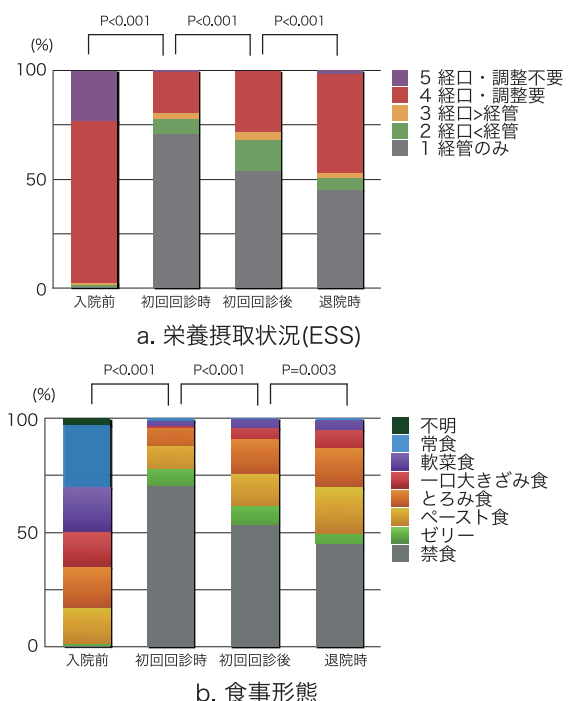 P<0.001 P<0.001 P<0.001
(%)
100
50
0
5 経口・調整不要
4 経口・調整要
3 経口>経管
2 経口<経管
1 経管のみ
入院前 初回回診時 初回回診後 退院時
a. 栄養摂取状況(ESS)
P<0.001 P<0.001 P=0.003
(%)
100
50
0
不明
常食
軟菜食
一口大きざみ食
とろみ食
ペースト食
ゼリー
禁食
入院前 初回回診時 初回回診後 退院時
b. 食事形態